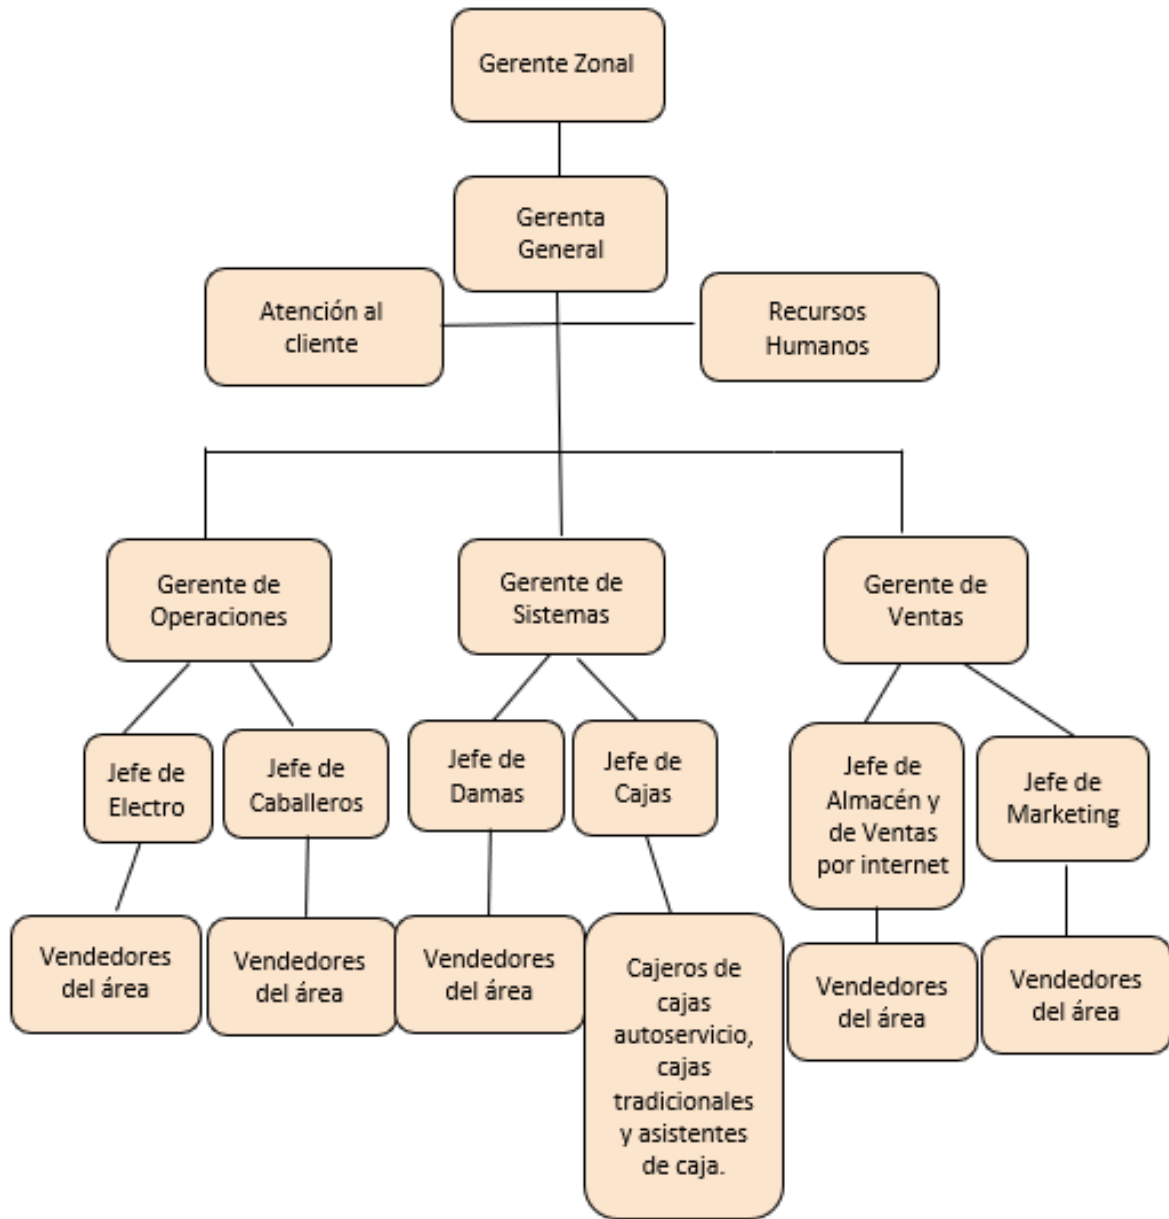 Gerente Zonal
Gerenta
General
Atención al
cliente
Recursos
Humanos
Gerente de
Operaciones
Gerente de
Sistemas
Gerente de
Ventas
Jefe de
Electro
Jefe de
Caballeros
Jefe de
Damas
Jefe de
Cajas
Jefe de
Almacén y
de Ventas
por internet
Jefe de
Marketing
Vendedores
del área
Vendedores
del área
Vendedores
del área
Cajeros de
cajas
autoservicio,
cajas
tradicionales
y asistentes
de caja.
Vendedores
del área
Vendedores
del área